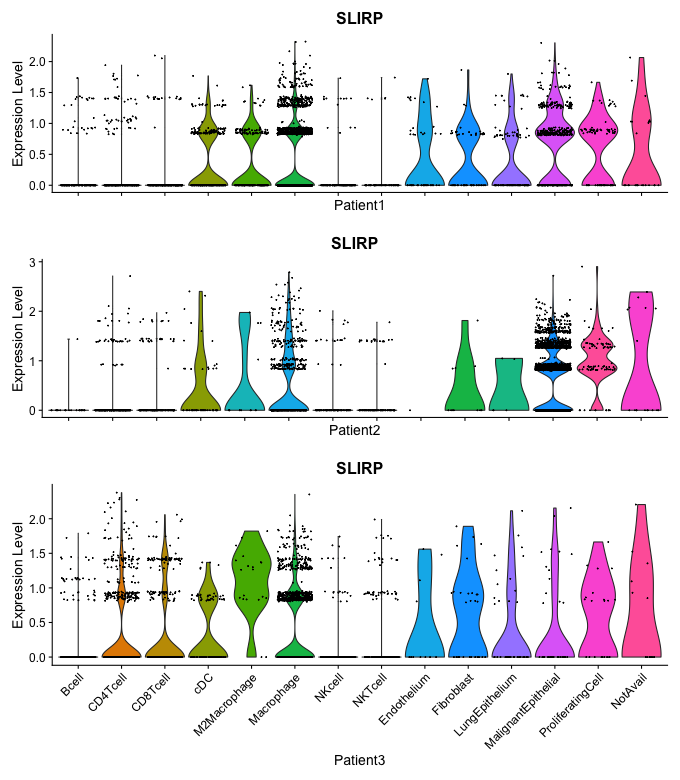 SLIRP
Expression Level
2.0
1.5
1.0
0.5
0.0
Patient1
SLIRP
Expression Level
3
2
1
0
Patient2
SLIRP
Expression Level
2.0
1.5
1.0
0.5
0.0
Bcell
CD4Tcell
CD8Tcell
cDC
M2Macrophage
Macrophage
NKcell
NKTcell
Endothelium
Fibroblast
LungEpithelium
MalignantEpithelial
ProliferatingCell
NotAvail
Patient3